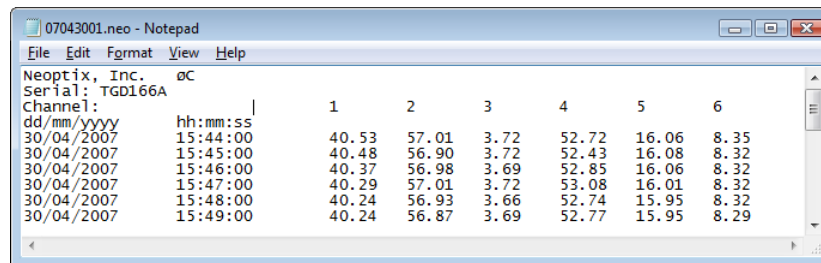 07043001.neo - Notepad
File Edit Format View Help
Neoptix, Inc. øC
Serial: TGD166A
Channel: 1 2 3 4 5 6
dd/mm/yyyy hh:mm:ss
30/04/2007 15:44:00 40.53 57.01 3.72 52.72 16.06 8.35
30/04/2007 15:45:00 40.48 56.90 3.72 52.43 16.08 8.32
30/04/2007 15:46:00 40.37 56.98 3.69 52.85 16.06 8.32
30/04/2007 15:47:00 40.29 57.01 3.72 53.08 16.01 8.32
30/04/2007 15:48:00 40.24 56.93 3.66 52.74 15.95 8.32
30/04/2007 15:49:00 40.24 56.87 3.69 52.77 15.95 8.29